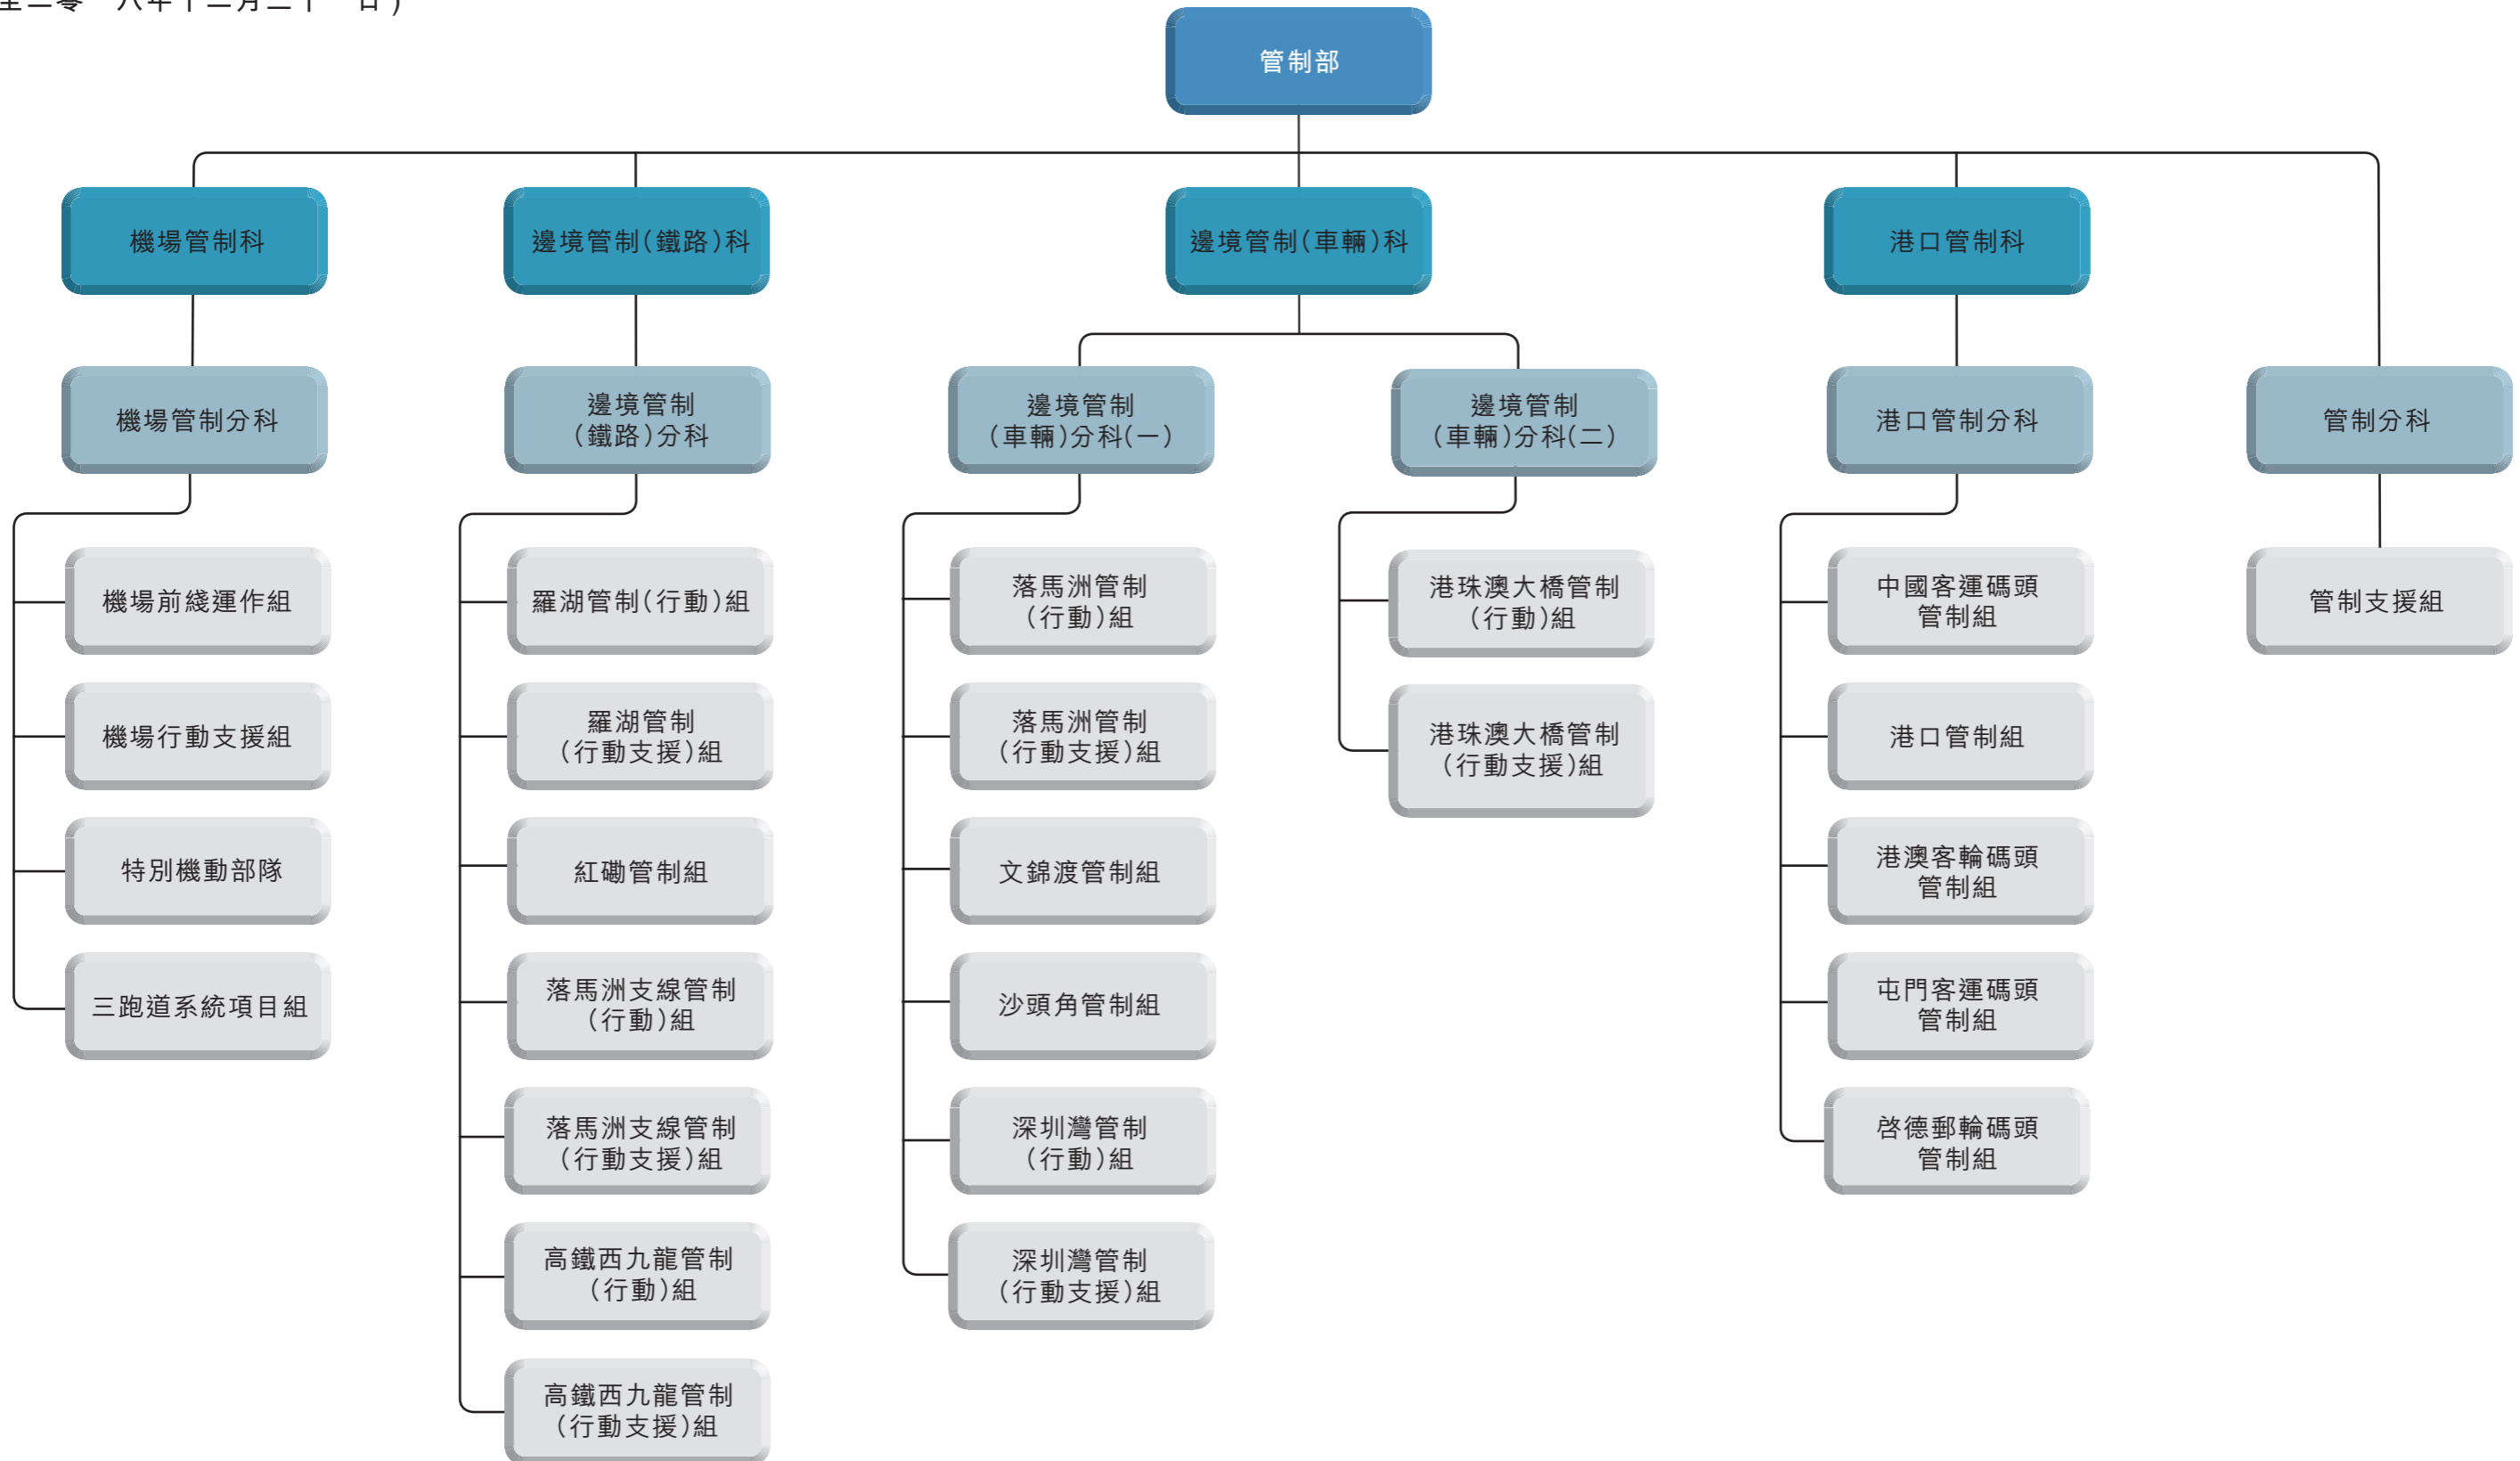 零一八年十二月三十一日)
管制部
機場管制科
邊境管制(鐵路)科
邊境管制(車輛)科
港口管制科
機場管制分科
邊境管制
(鐵路)分科
邊境管制
(車輛)分科(一)
邊境管制
(車輛)分科(二)
港口管制分科
管制分科
機場前綫運作組
機場行動支援組
特別機動部隊
三跑道系統項目組
羅湖管制(行動)組
羅湖管制
(行動支援)組
紅磡管制組
落馬洲支線管制
(行動)組
落馬洲支線管制
(行動支援)組
高鐵西九龍管制
(行動)組
高鐵西九龍管制
(行動支援)組
落馬洲管制
(行動)組
落馬洲管制
(行動支援)組
文錦渡管制組
沙頭角管制組
深圳灣管制
(行動)組
深圳灣管制
(行動支援)組
港珠澳大橋管制
(行動)組
港珠澳大橋管制
(行動支援)組
中國客運碼頭
管制組
港口管制組
港澳客輪碼頭
管制組
屯門客運碼頭
管制組
啓德郵輪碼頭
管制組
管制支援組